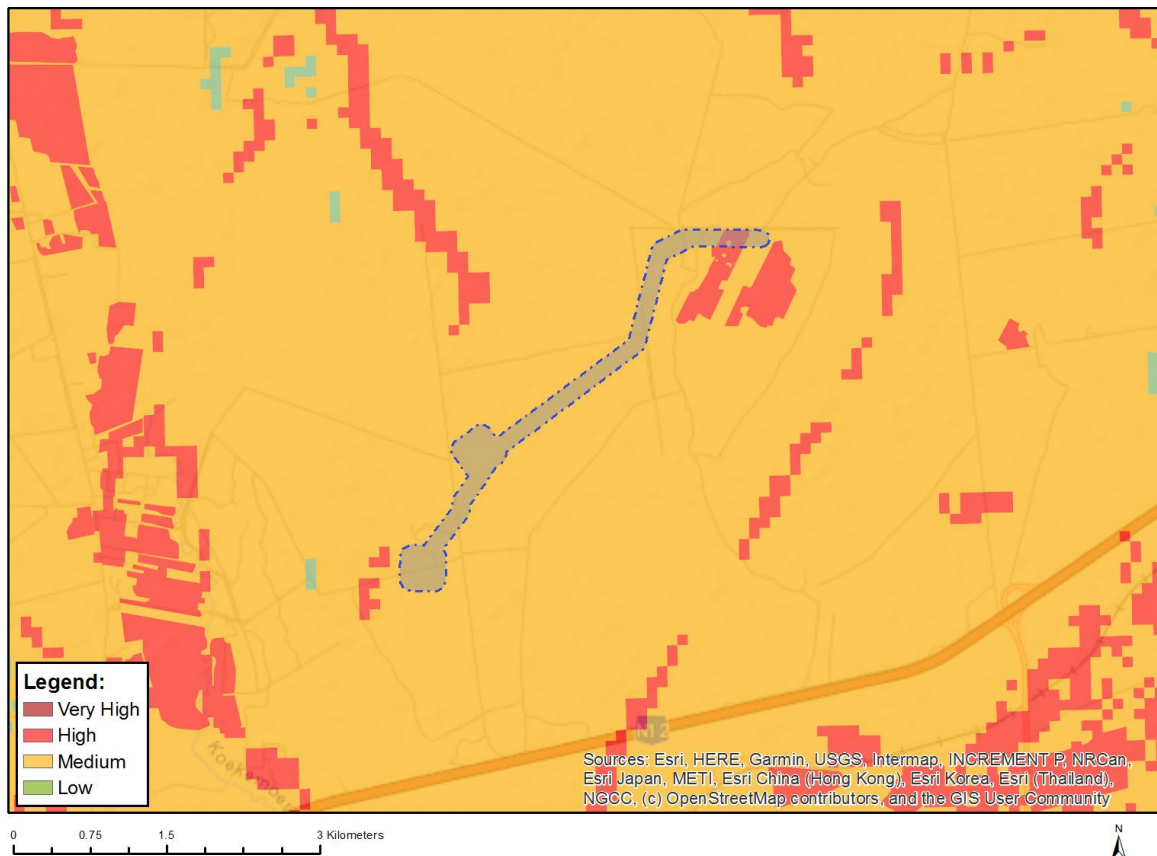 N12
Legend:
Very High
High
Medium
Low
Sources: Esri, HERE, Garmin, USGS, Intermap, INCREMENT P, NRCan,
Esri Japan, METI, Esri China (Hong Kong), Esri Korea, Esri (Thailand),
NGCC, (c) OpenStreetMap contributors, and the GIS User Community
0 0.75 1.5 3 Kilometers
N